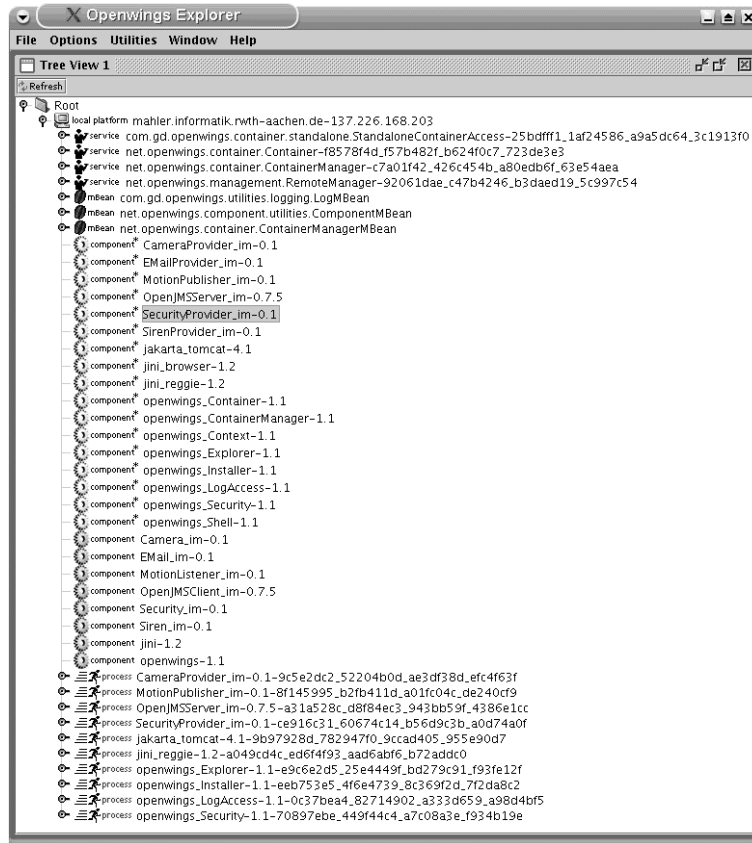 X Openwings Explorer
File Options Utilities Window Help
Tree View 1
Refresh
Root
local platform mahler.informatik.rwth-aachen.de-137.226.168.203
service com.gd.openwings.container.standalone.StandaloneContainerAccess-25bdfff1_1af24586_a9a5dc64_3c1913f0
service net.openwings.container.Container-f8578f4d_f57b482f_b624f0c7_723de3e3
service net.openwings.container.ContainerManager-c7a01f42_426c454b_a80edb6f_63e54aea
service net.openwings.management.RemoteManager-92061dae_c47b4246_b3daed19_5c997c54
mBean com.gd.openwings.utilities.logging.LogMBean
mBean net.openwings.component.utilities.ComponentMBean
mBean net.openwings.container.ContainerManagerMBean
component* CameraProvider_im-0.1
component* EMailProvider_im-0.1
component* MotionPublisher_im-0.1
component* OpenJMSServer_im-0.7.5
component* SecurityProvider_im-0.1
component* SirenProvider_im-0.1
component* jakarta_tomcat-4.1
component* jini_browser-1.2
component* jini_reggie-1.2
component* openwings_Container-1.1
component* openwings_ContainerManager-1.1
component* openwings_Context-1.1
component* openwings_Explorer-1.1
component* openwings_Installer-1.1
component* openwings_LogAccess-1.1
component* openwings_Security-1.1
component* openwings_Shell-1.1
component Camera_im-0.1
component EMail_im-0.1
component MotionListener_im-0.1
component OpenJMSClient_im-0.7.5
component Security_im-0.1
component Siren_im-0.1
component jini-1.2
component openwings-1.1
process CameraProvider_im-0.1-9c5e2dc2_52204b0d_ae3df38d_efc4f63f
process MotionPublisher_im-0.1-8f145995_b2fb411d_a01fc04c_de240cf9
process OpenJMSServer_im-0.7.5-a31a528c_d8f84ec3_943bb59f_4386e1cc
process SecurityProvider_im-0.1-ce916c31_60674c14_b56d9c3b_a0d74a0f
process jakarta_tomcat-4.1-9b97928d_782947f0_9ccad405_955e90d7
process jini_reggie-1.2-a049cd4c_ed6f4f93_aad6abf6_b72addc0
process openwings_Explorer-1.1-e9c6e2d5_25e4449f_bd279c91_f93fe12f
process openwings_Installer-1.1-eeb753e5_4f6e4739_8c369f2d_7f2da8c2
process openwings_LogAccess-1.1-0c37bea4_82714902_a333d659_a98d4bf5
process openwings_Security-1.1-70897ebe_449f44c4_a7c08a3e_f934b19e